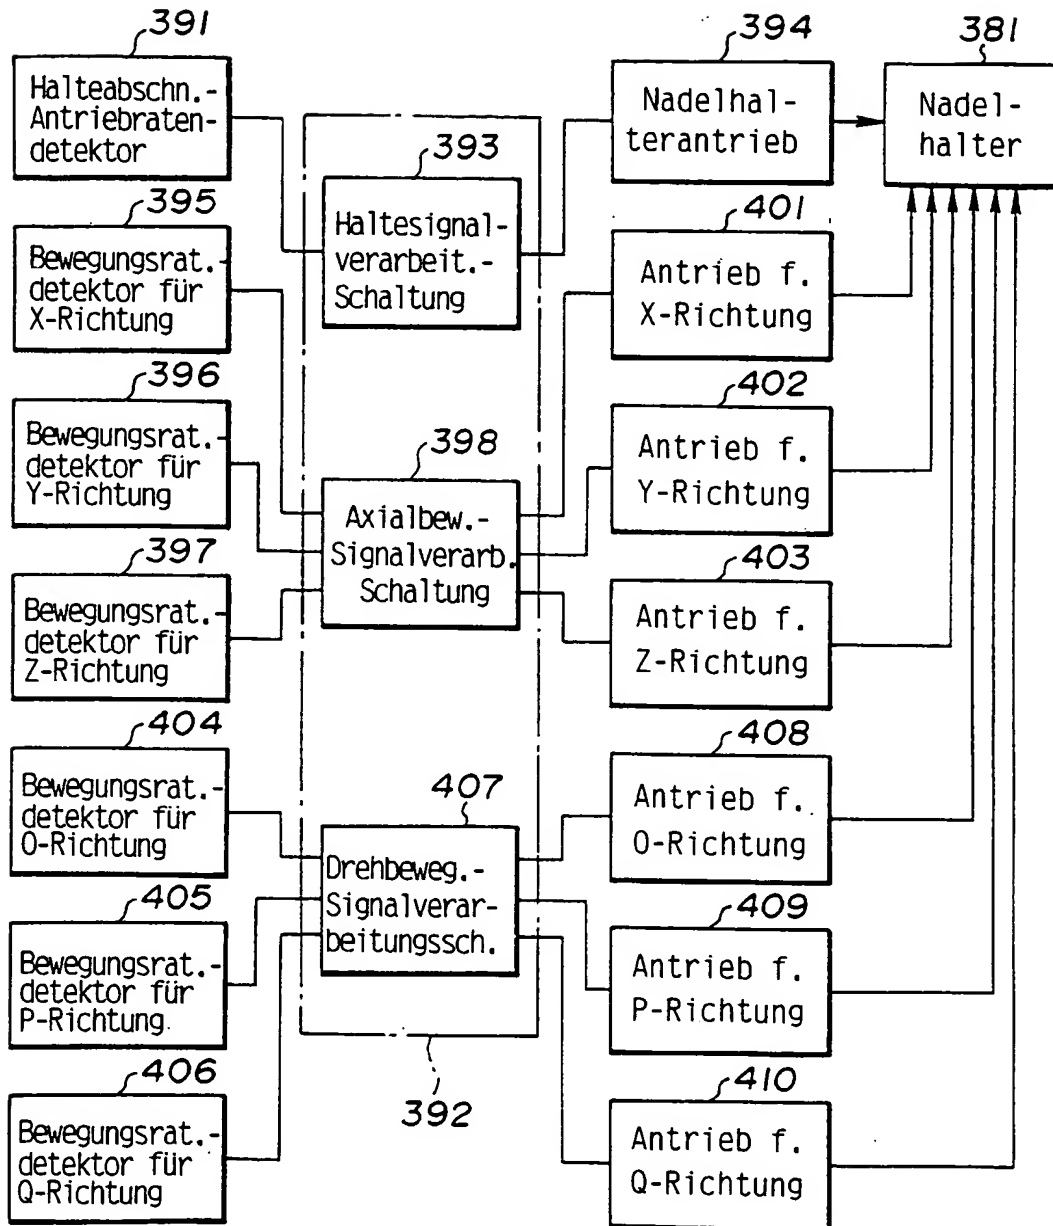 391
Halteabschn.-
Antriebraten-
detektor
393
Haltesignal-
verarbeit.-
Schaltung
394
Nadelhal-
terantrieb
381
Nadel-
halter
395
Bewegungsrat.-
detektor für
X-Richtung
401
Antrieb f.
X-Richtung
396
Bewegungsrat.-
detektor für
Y-Richtung
398
Axialbew.-
Signalverarb.
Schaltung
402
Antrieb f.
Y-Richtung
397
Bewegungsrat.-
detektor für
Z-Richtung
403
Antrieb f.
Z-Richtung
404
Bewegungsrat.-
detektor für
O-Richtung
407
Drehbeweg.-
Signalverar-
beitungssch.
408
Antrieb f.
O-Richtung
405
Bewegungsrat.-
detektor für
P-Richtung
409
Antrieb f.
P-Richtung
406
Bewegungsrat.-
detektor für
Q-Richtung
392
410
Antrieb f.
Q-Richtung